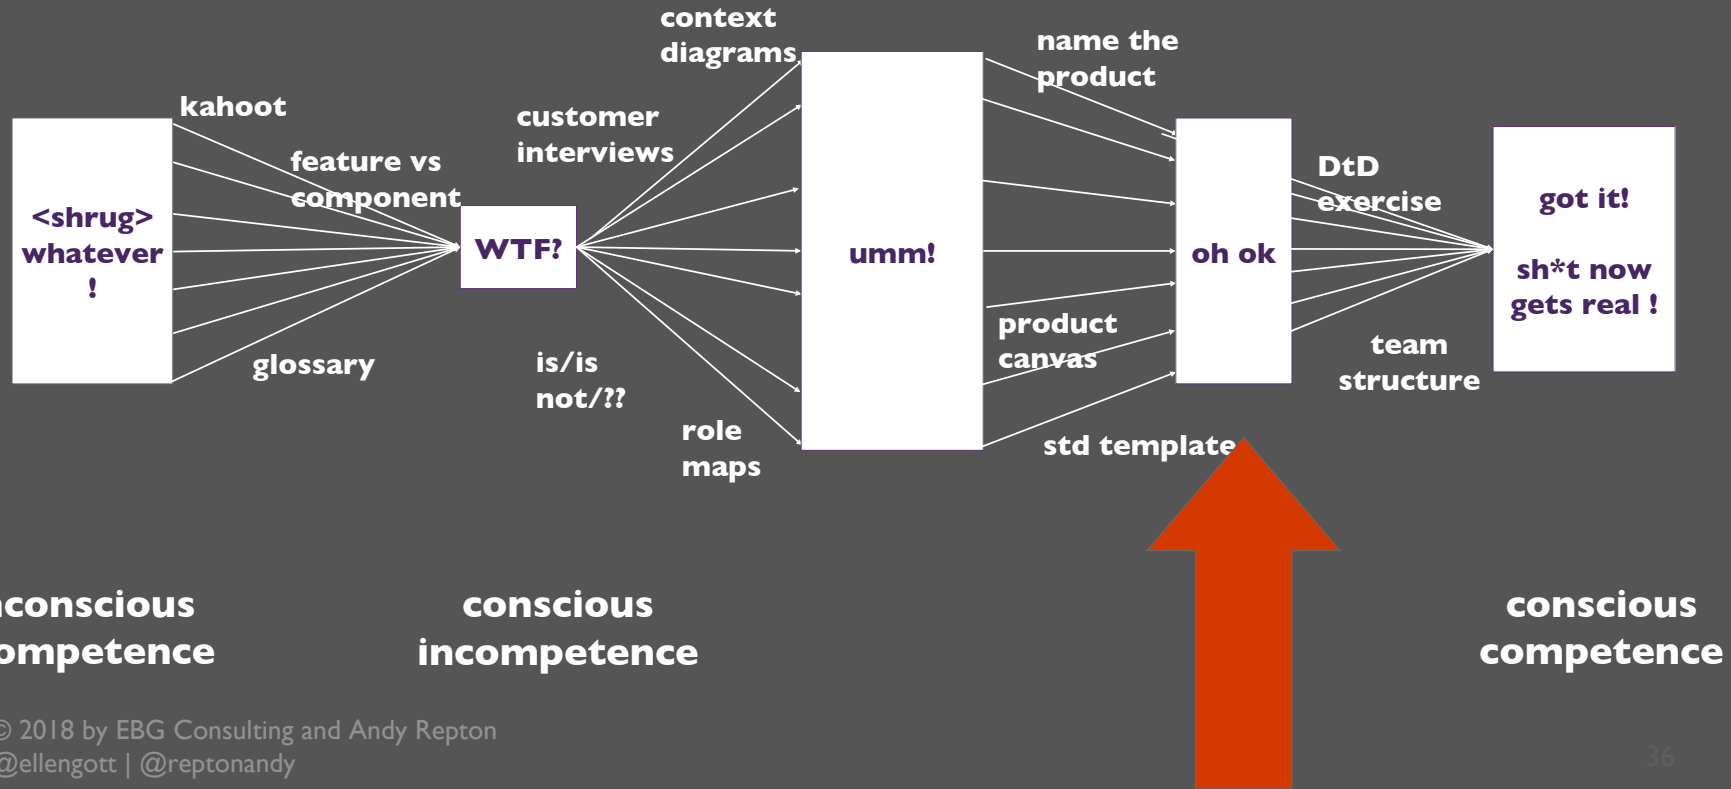 context
diagrams
name the
product
kahoot
customer
interviews
feature vs
component
DtD
exercise
<shrug>
whatever
!
WTF?
umm!
oh ok
got it!
sh*t now
gets real !
product
canvas
glossary
is/is
not/??
team
structure
role
maps
std template
nconscious
ompetence
conscious
incompetence
conscious
competence
© 2018 by EBG Consulting and Andy Repton
@ellengott | @reptonandy
36